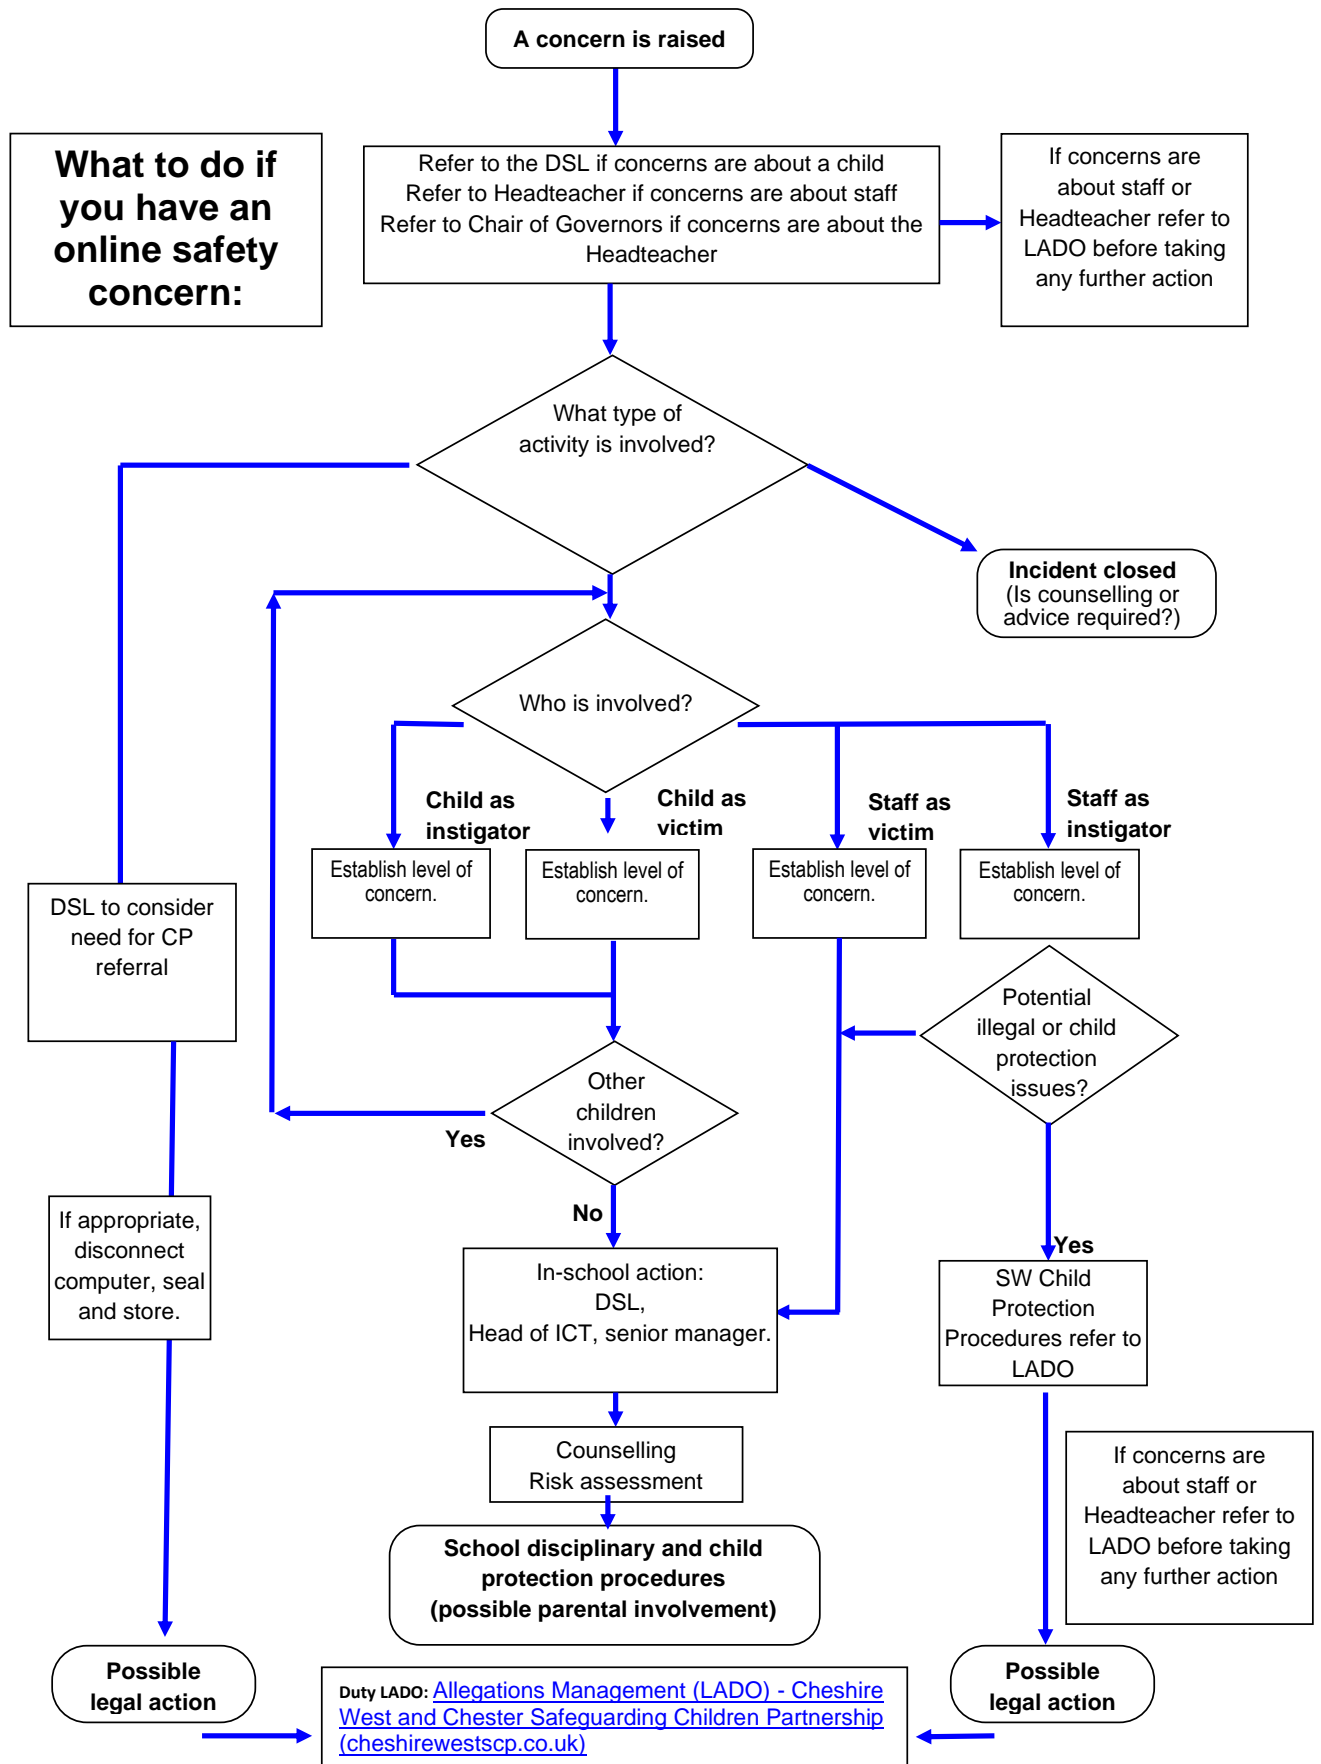 A concern is raised
What to do if
you have an
online safety
concern:
Refer to the DSL if concerns are about a child
Refer to Headteacher if concerns are about staff
Refer to Chair of Governors if concerns are about the
Headteacher
If concerns are
about staff or
Headteacher refer to
LADO before taking
any further action
What type of
activity is involved?
Incident closed
(Is counselling or
advice required?)
Who is involved?
Child as
instigator
Child as
victim
Staff as
victim
Staff as
instigator
Establish level of
concern.
Establish level of
concern.
Establish level of
concern.
Establish level of
concern.
DSL to consider
need for CP
referral
Potential
illegal or child
protection
issues?
Other
children
involved?
Yes
No
If appropriate,
disconnect
computer, seal
and store.
In-school action:
DSL,
Head of ICT, senior manager.
Yes
SW Child
Protection
Procedures refer to
LADO
Counselling
Risk assessment
If concerns are
about staff or
Headteacher refer to
LADO before taking
any further action
School disciplinary and child
protection procedures
(possible parental involvement)
Possible
legal action
Possible
legal action
Duty LADO: Allegations Management (LADO) - Cheshire
West and Chester Safeguarding Children Partnership
(cheshirewestscp.co.uk)